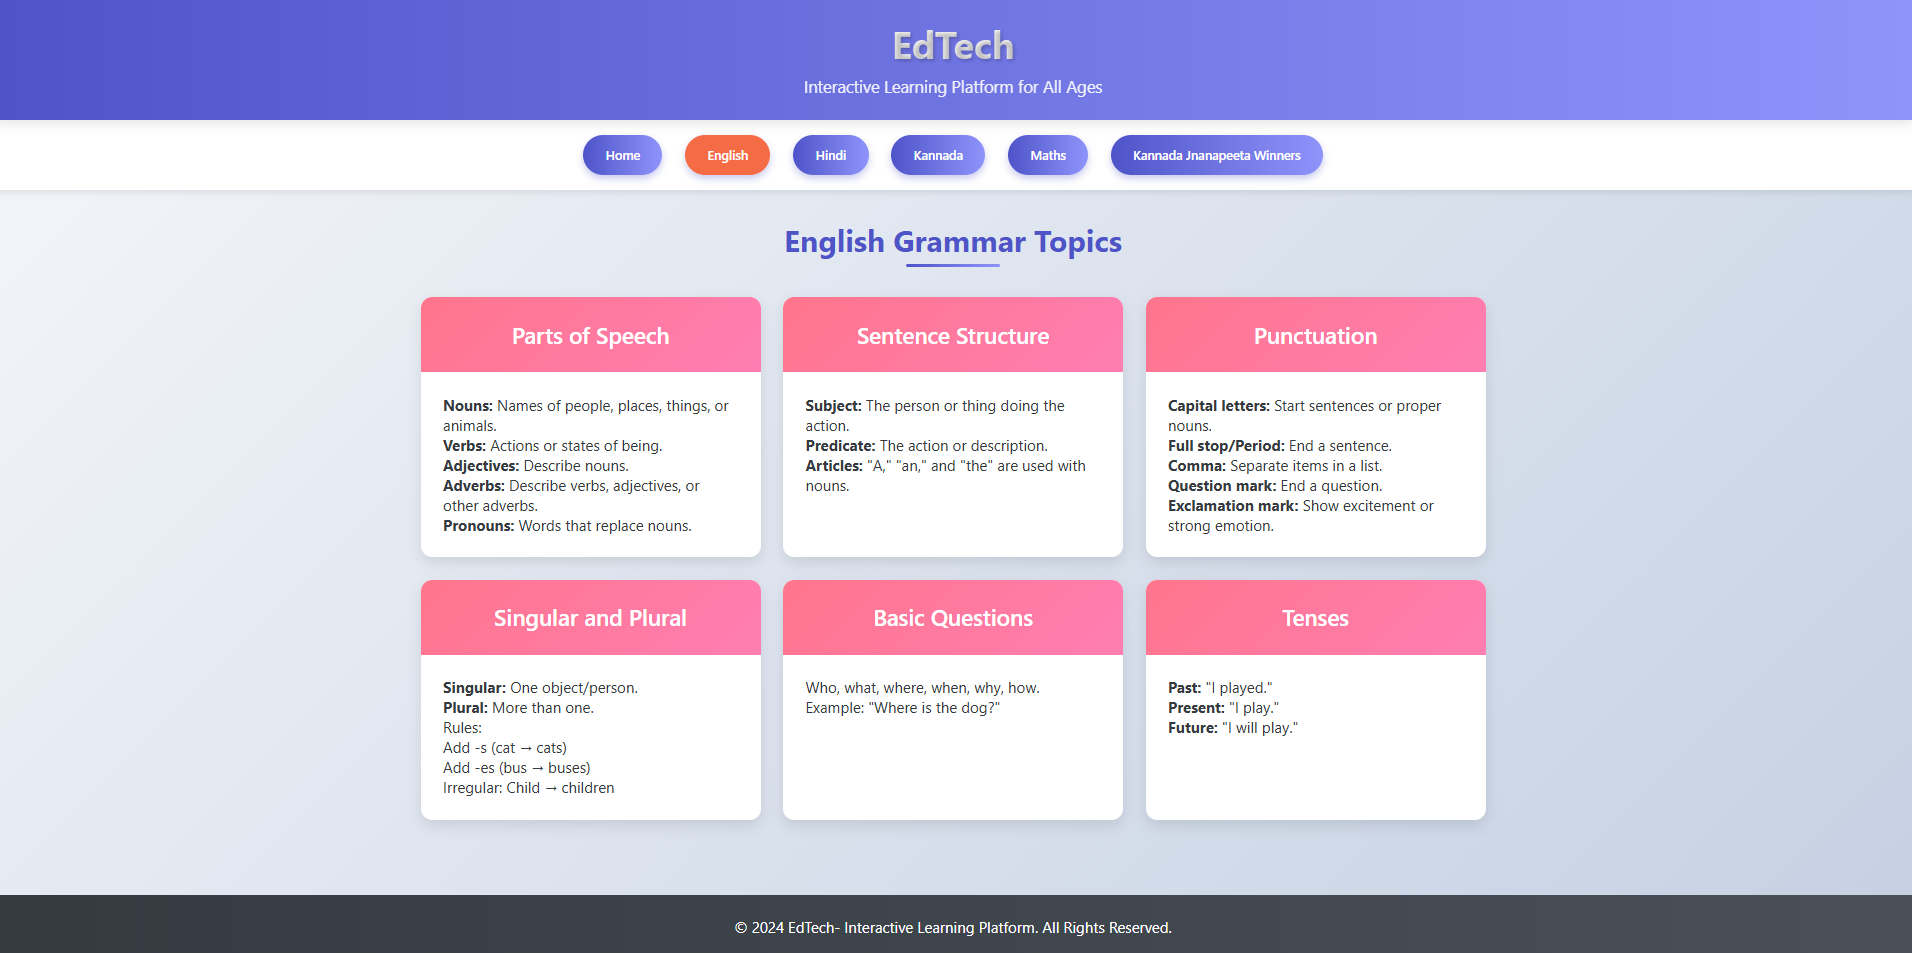 EdTech
Interactive Learning Platform for All Ages
Home
English
Hindi
Kannada
Maths
Kannada Jnanapeeta Winners
English Grammar Topics
Parts of Speech
Nouns: Names of people, places, things, or
animals.
Verbs: Actions or states of being.
Adjectives: Describe nouns.
Adverbs: Describe verbs, adjectives, or
other adverbs.
Pronouns: Words that replace nouns.
Sentence Structure
Subject: The person or thing doing the
action.
Predicate: The action or description.
Articles: "A," "an," and "the" are used with
nouns.
Punctuation
Capital letters: Start sentences or proper
nouns.
Full stop/Period: End a sentence.
Comma: Separate items in a list.
Question mark: End a question.
Exclamation mark: Show excitement or
strong emotion.
Singular and Plural
Singular: One object/person.
Plural: More than one.
Rules:
Add -s (cat → cats)
Add -es (bus → buses)
Irregular: Child → children
Basic Questions
Who, what, where, when, why, how.
Example: "Where is the dog?"
Tenses
Past: "I played."
Present: "I play."
Future: "I will play."
© 2024 EdTech- Interactive Learning Platform. All Rights Reserved.